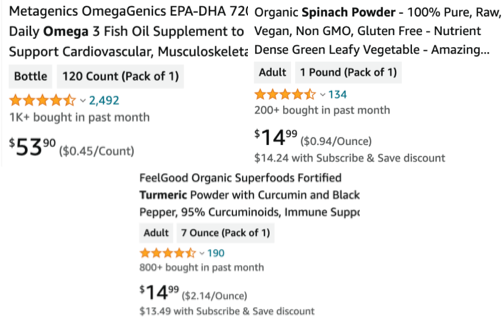 Metagenics OmegaGenics EPA-DHA 720
Daily Omega 3 Fish Oil Supplement to
Support Cardiovascular, Musculoskeleta
Bottle 120 Count (Pack of 1)
2,492
1K+ bought in past month
$53.90 ($0.45/Count)
Organic Spinach Powder - 100% Pure, Raw,
Vegan, Non GMO, Gluten Free - Nutrient
Dense Green Leafy Vegetable - Amazing...
Adult 1 Pound (Pack of 1)
134
200+ bought in past month
$14.99 ($0.94/Ounce)
$14.24 with Subscribe & Save discount
FeelGood Organic Superfoods Fortified
Turmeric Powder with Curcumin and Black
Pepper, 95% Curcuminoids, Immune Suppo
Adult 7 Ounce (Pack of 1)
190
800+ bought in past month
$14.99 ($2.14/Ounce)
$13.49 with Subscribe & Save discount